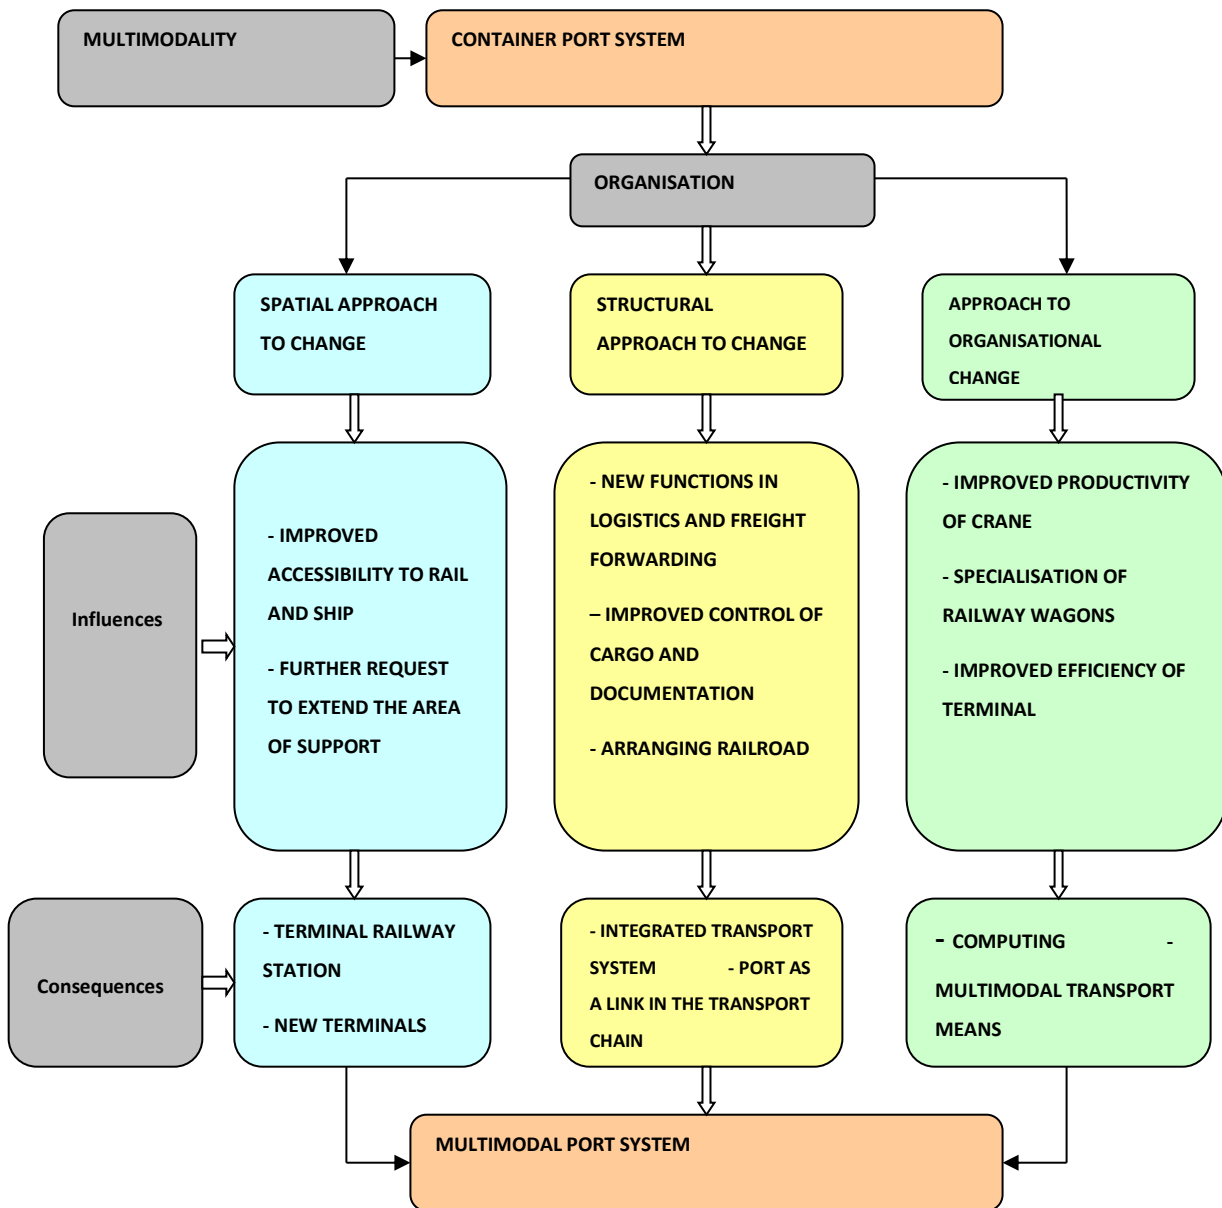 MULTIMODALITY
CONTAINER PORT SYSTEM
ORGANISATION
SPATIAL APPROACH
TO CHANGE
STRUCTURAL
APPROACH TO CHANGE
APPROACH TO
ORGANISATIONAL
CHANGE
Influences
- IMPROVED
ACCESSIBILITY TO RAIL
AND SHIP
- FURTHER REQUEST
TO EXTEND THE AREA
OF SUPPORT
- NEW FUNCTIONS IN
LOGISTICS AND FREIGHT
FORWARDING
– IMPROVED CONTROL OF
CARGO AND
DOCUMENTATION
- ARRANGING RAILROAD
- IMPROVED PRODUCTIVITY
OF CRANE
- SPECIALISATION OF
RAILWAY WAGONS
- IMPROVED EFFICIENCY OF
TERMINAL
Consequences
- TERMINAL RAILWAY
STATION
- NEW TERMINALS
- INTEGRATED TRANSPORT
SYSTEM - PORT AS
A LINK IN THE TRANSPORT
CHAIN
- COMPUTING -
MULTIMODAL TRANSPORT
MEANS
MULTIMODAL PORT SYSTEM